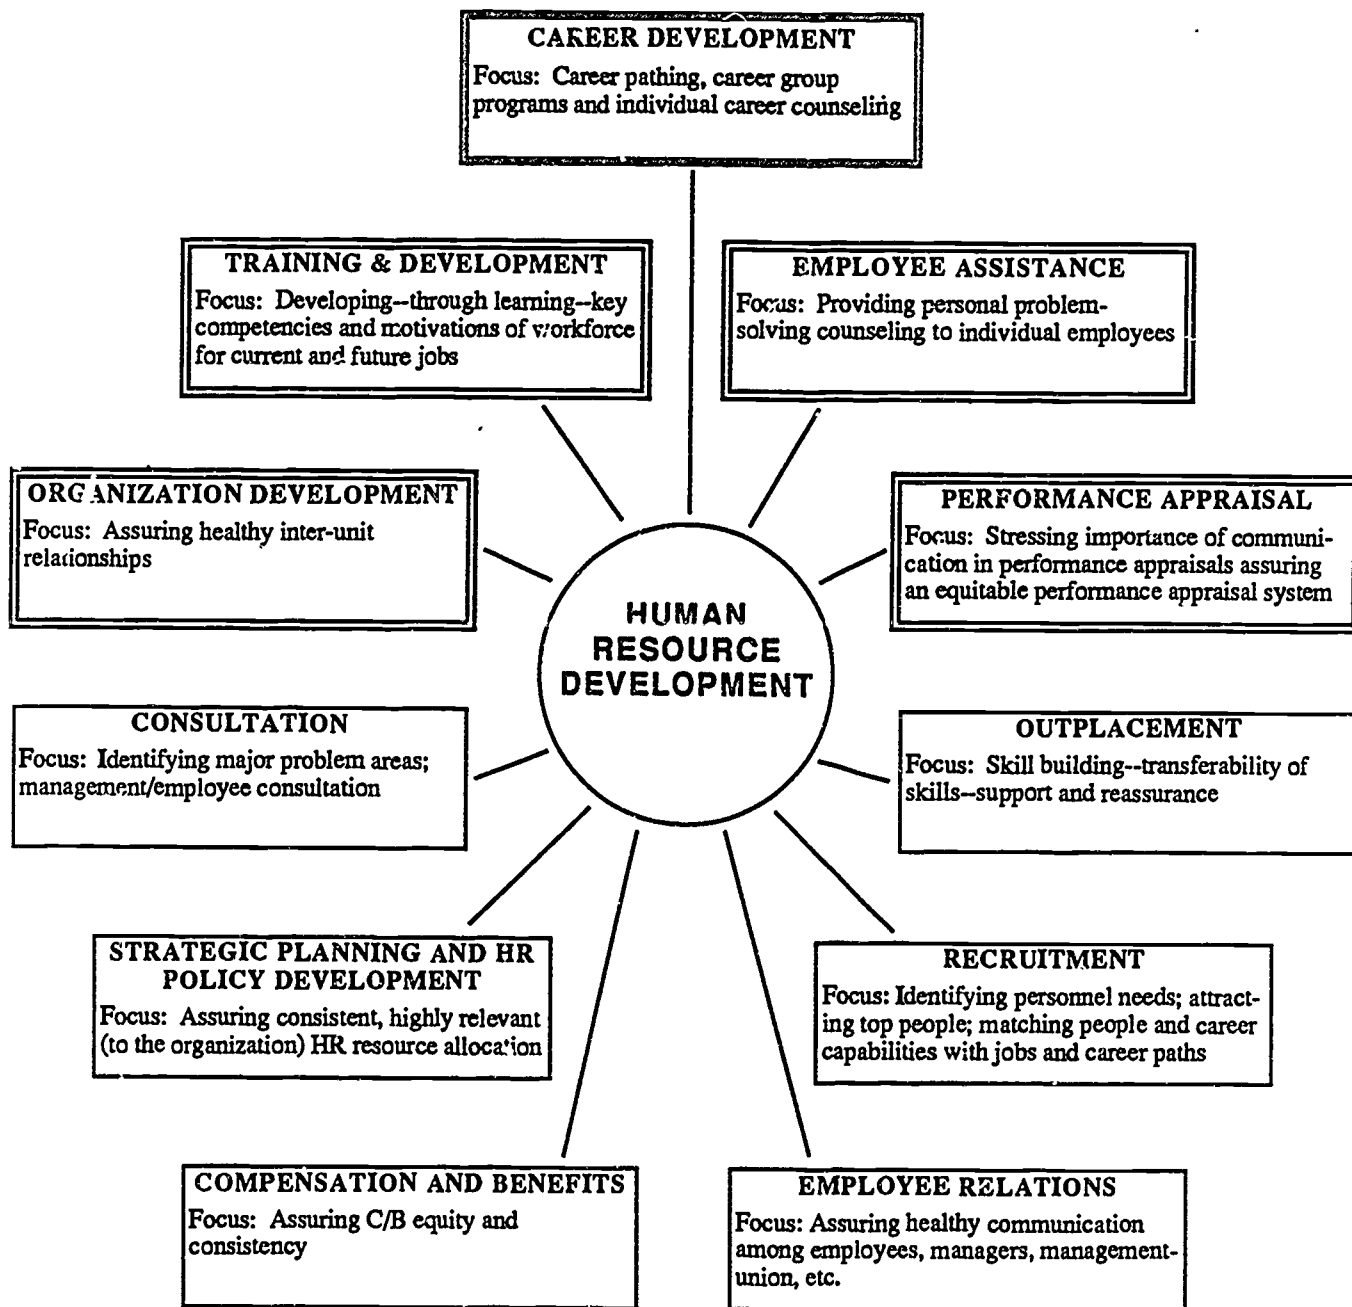 CAREER DEVELOPMENT
Focus: Career pathing, career group
programs and individual career counseling
TRAINING & DEVELOPMENT
Focus: Developing--through learning--key
competencies and motivations of workforce
for current and future jobs
EMPLOYEE ASSISTANCE
Focus: Providing personal problem-
solving counseling to individual employees
ORGANIZATION DEVELOPMENT
Focus: Assuring healthy inter-unit
relationships
PERFORMANCE APPRAISAL
Focus: Stressing importance of communi-
cation in performance appraisals assuring
an equitable performance appraisal system
HUMAN
RESOURCE
DEVELOPMENT
CONSULTATION
Focus: Identifying major problem areas;
management/employee consultation
OUTPLACEMENT
Focus: Skill building--transferability of
skills--support and reassurance
STRATEGIC PLANNING AND HR
POLICY DEVELOPMENT
Focus: Assuring consistent, highly relevant
(to the organization) HR resource allocation
RECRUITMENT
Focus: Identifying personnel needs; attract-
ing top people; matching people and career
capabilities with jobs and career paths
COMPENSATION AND BENEFITS
Focus: Assuring C/B equity and
consistency
EMPLOYEE RELATIONS
Focus: Assuring healthy communication
among employees, managers, management-
union, etc.